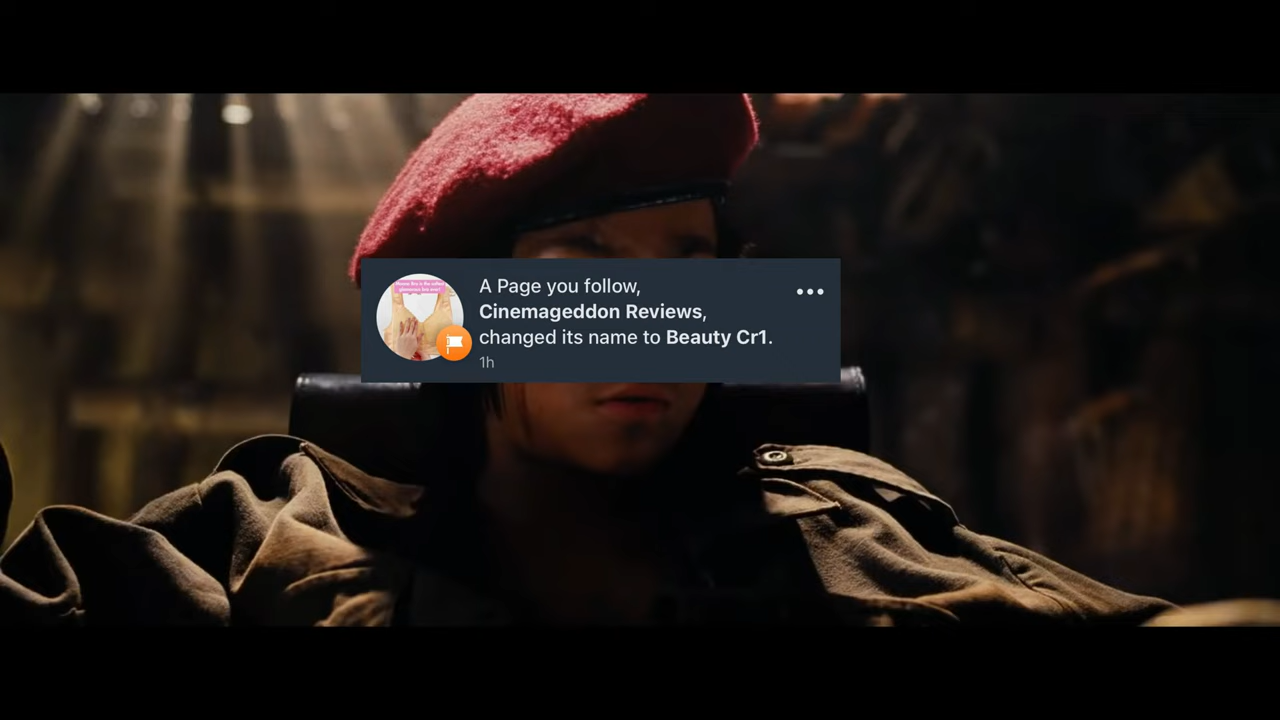 A Page you follow,
Cinemageddon Reviews,
changed its name to Beauty Cr1.
1h